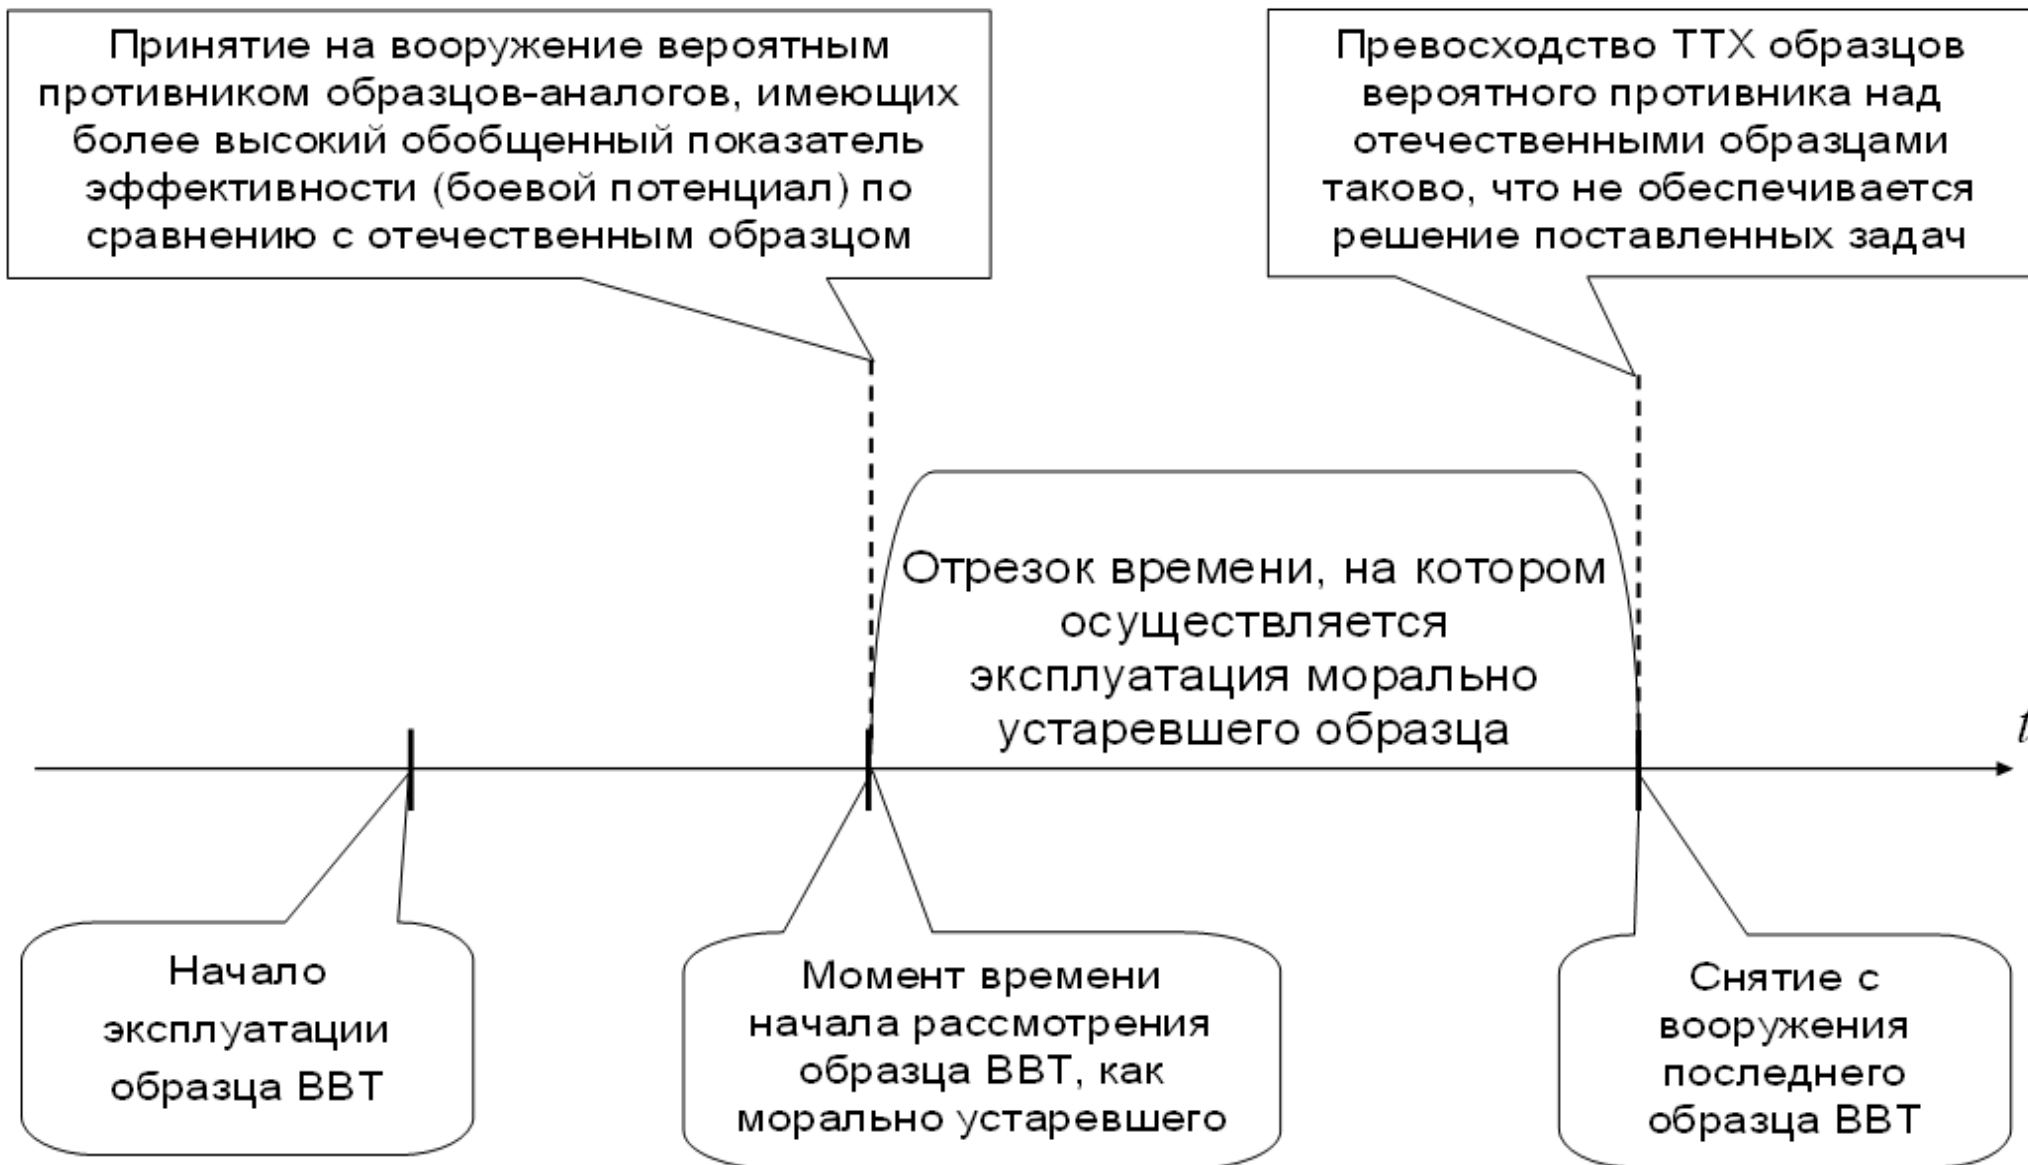 Принятие на вооружение вероятным
противником образцов-аналогов, имеющих
более высокий обобщенный показатель
эффективности (боевой потенциал) по
сравнению с отечественным образцом
Превосходство ТТХ образцов
вероятного противника над
отечественными образцами
таково, что не обеспечивается
решение поставленных задач
Отрезок времени, на котором
осуществляется
эксплуатация морально
устаревшего образца
t
Начало
эксплуатации
образца ВВТ
Момент времени
начала рассмотрения
образца ВВТ, как
морально устаревшего
Снятие с
вооружения
последнего
образца ВВТ